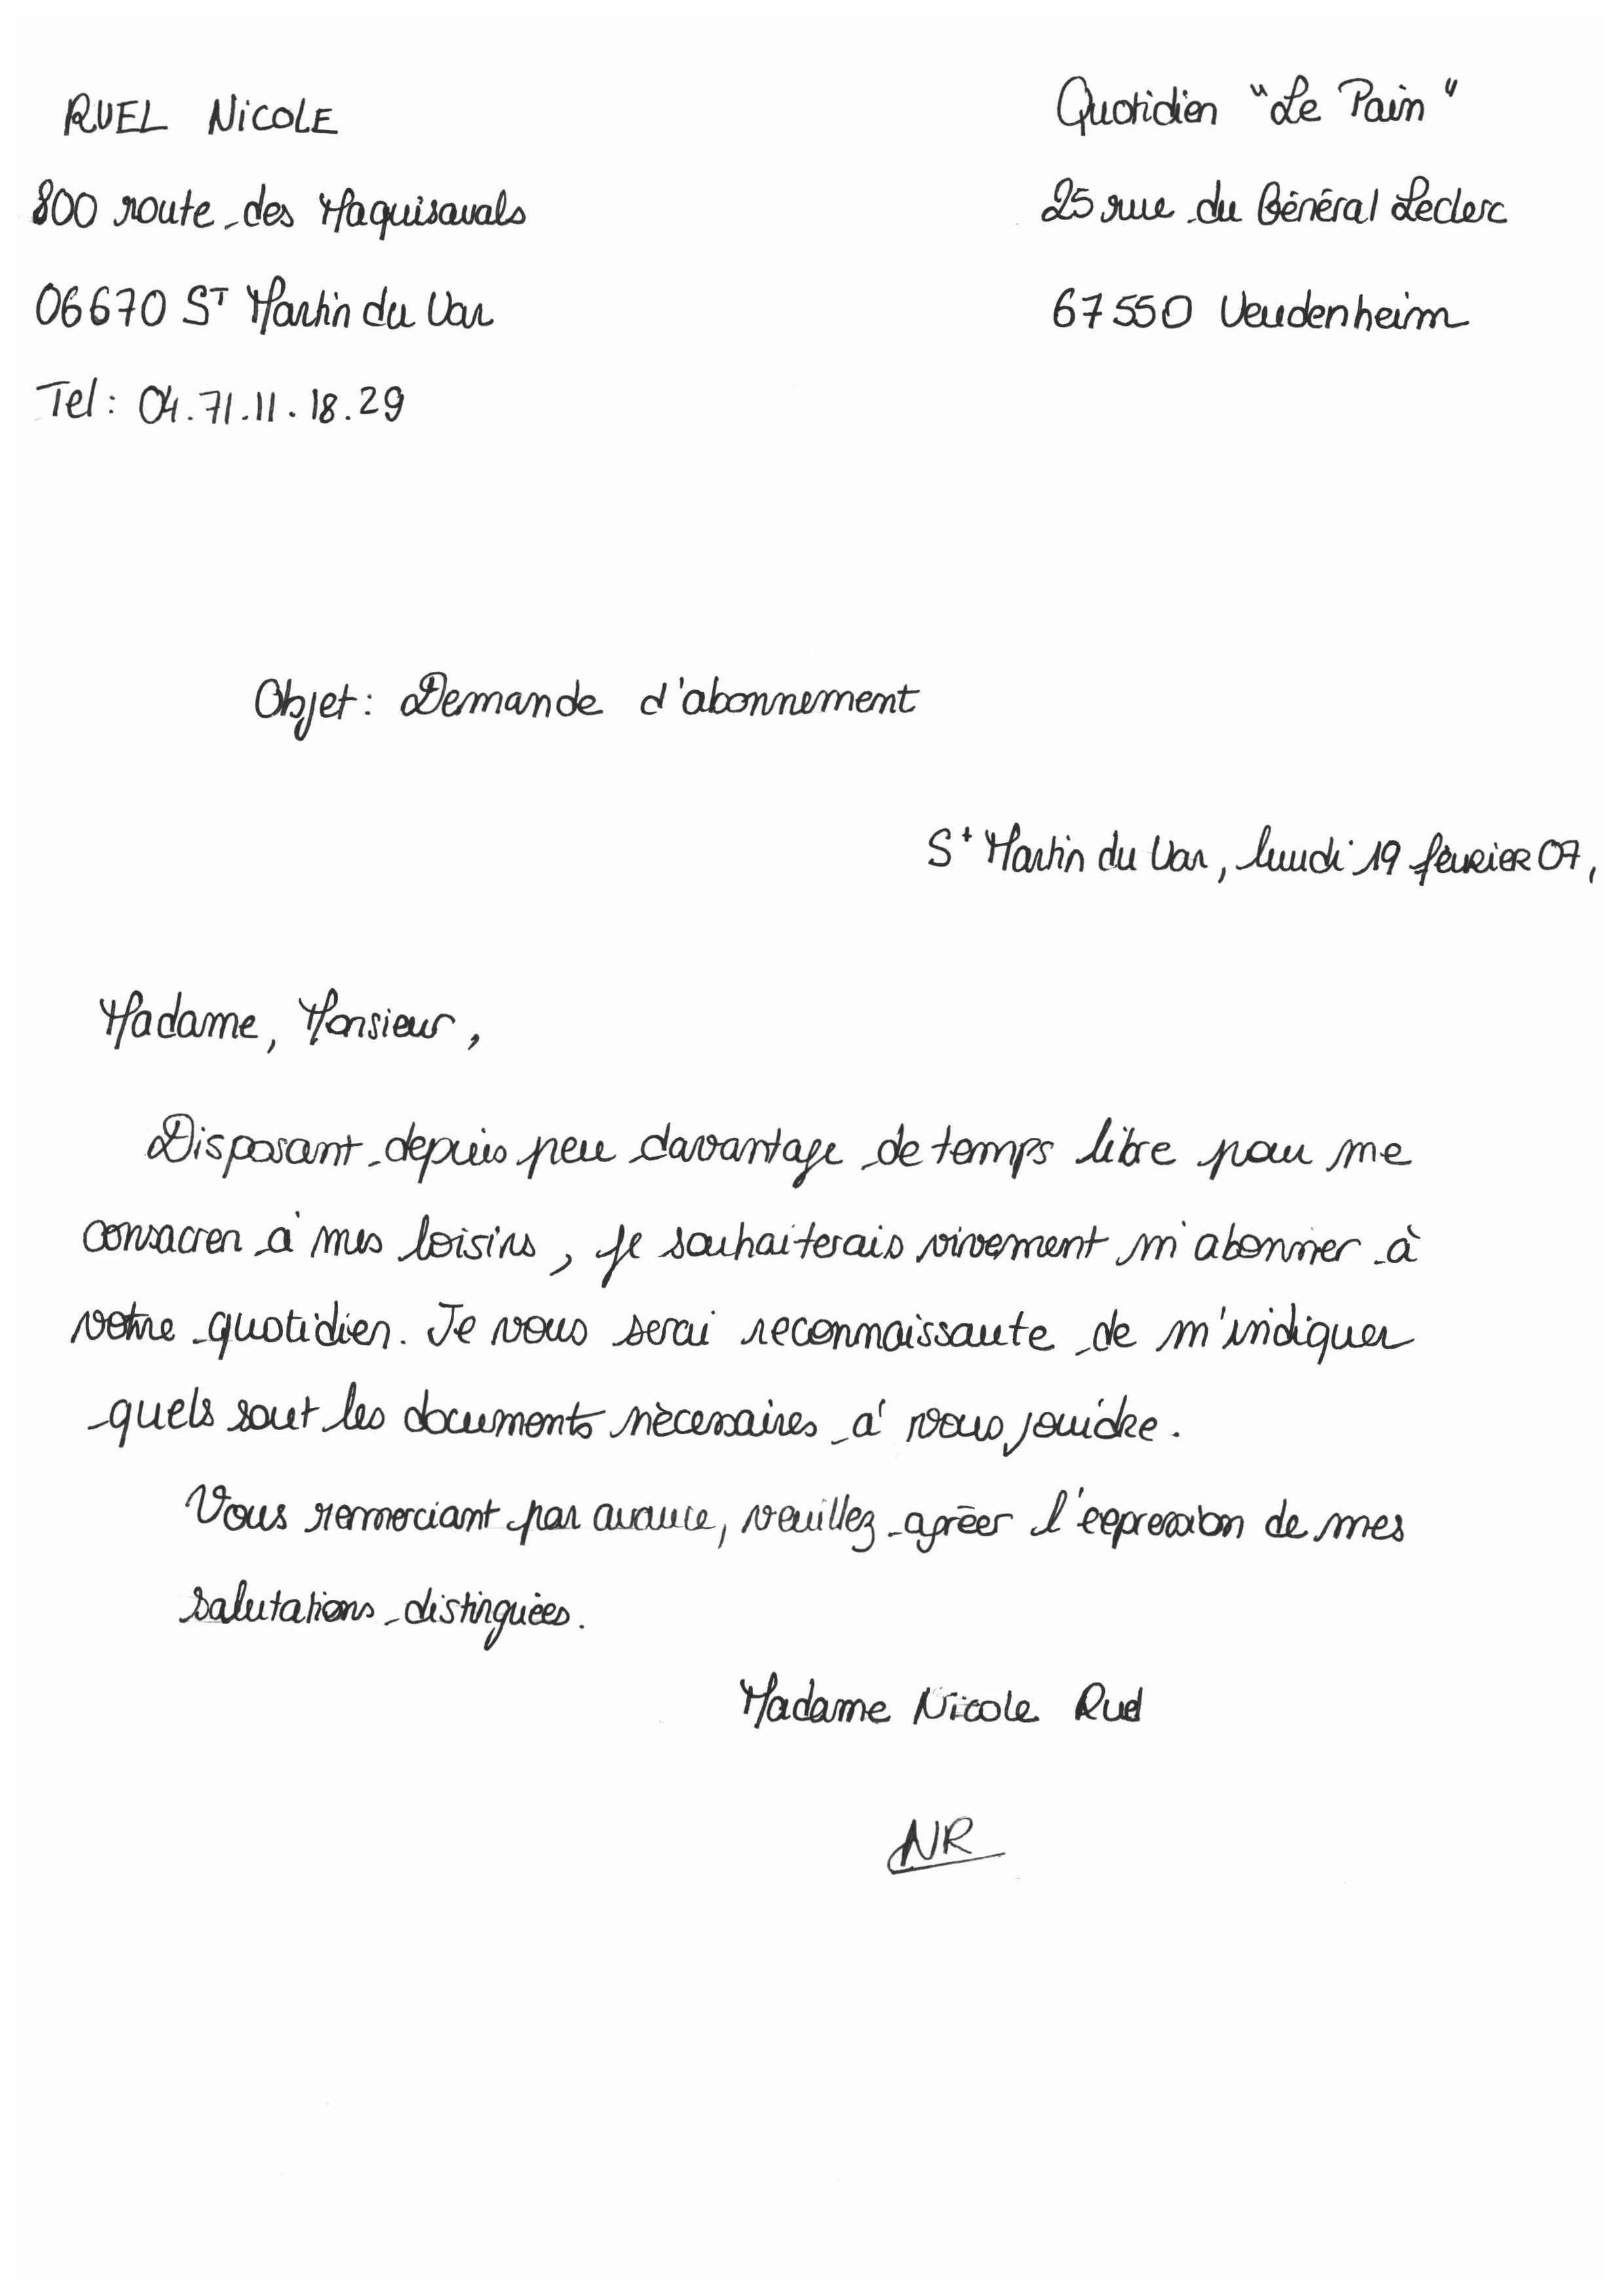 RUEL NicOLE
800 route des Maquisavals
06670 St Martin du Var
Tel : 04.71.11.18.29
Quotidien "Le Pain"
25 rue du Général Leclerc
67550 Veudenheim
Objet : Demande d'abonnement
St Martin du Var, lundi 19 février 07,
Madame, Monsieur,
Disposant depuis peu davantage de temps libre pour me
consacrer à mes loisirs, je souhaiterais vivement m'abonner à
votre quotidien. Je vous serai reconnaissante de m'indiquer
quels sont les documents nécessaires à vous joindre.
Vous remerciant par avance, veuillez agréer l'expression de mes
salutations distinguées.
Madame Nicole Ruel
NR